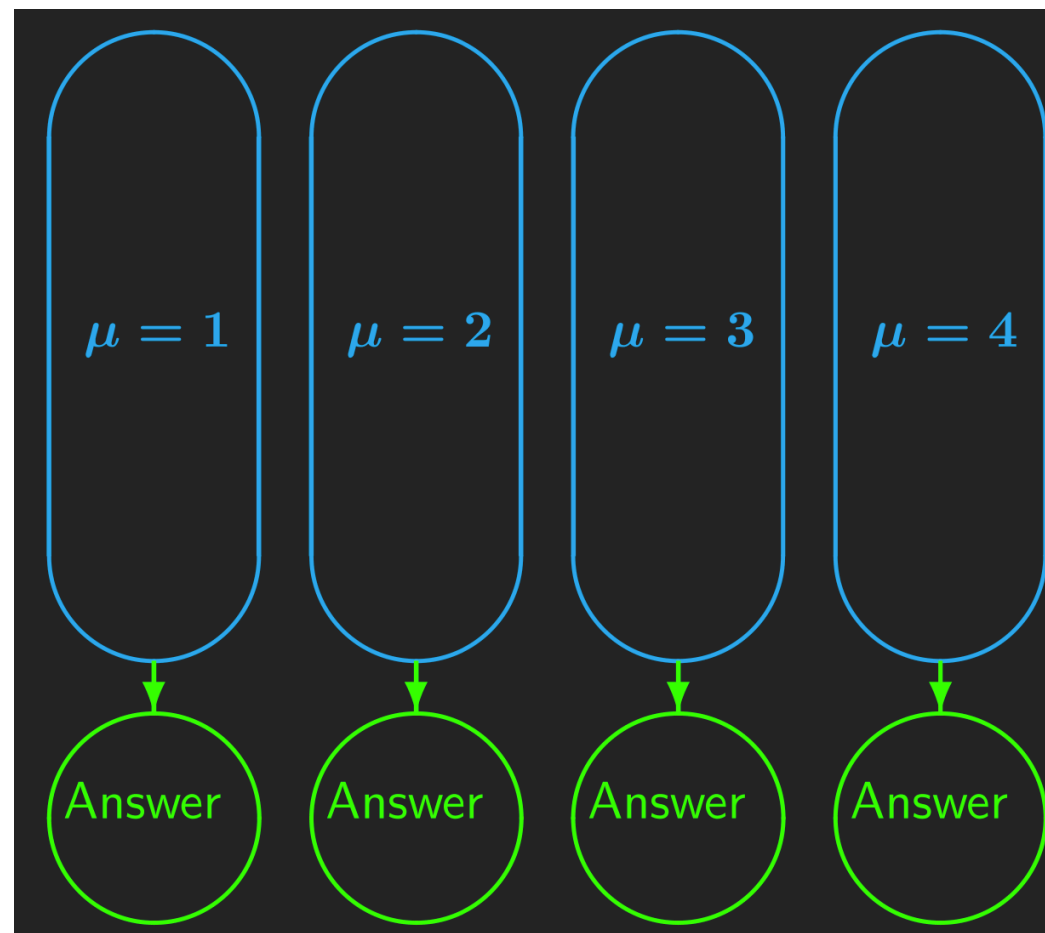 μ = 1 μ = 2 μ = 3 μ = 4
Answer Answer Answer Answer